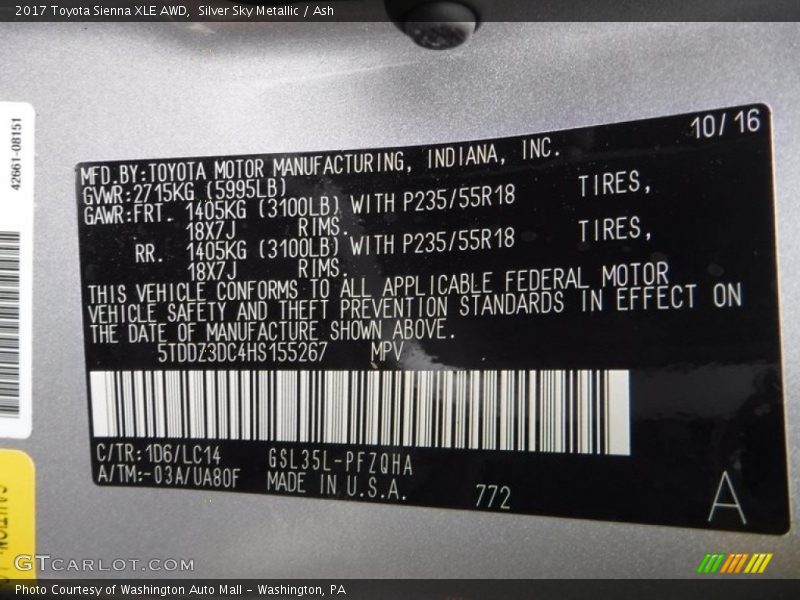 2017 Toyota Sienna XLE AWD,  Silver Sky Metallic / Ash
42661-08151
10/16
MFD.BY:TOYOTA MOTOR MANUFACTURING, INDIANA, INC.
GVWR:2715KG (5995LB)
GAWR:FRT. 1405KG (3100LB) WITH P235/55R18 TIRES,
18X7J RIMS.
RR. 1405KG (3100LB) WITH P235/55R18 TIRES,
18X7J RIMS.
THIS VEHICLE CONFORMS TO ALL APPLICABLE FEDERAL MOTOR
VEHICLE SAFETY AND THEFT PREVENTION STANDARDS IN EFFECT ON
THE DATE OF MANUFACTURE SHOWN ABOVE.
5TDDZ3DC4HS155267 MPV
C/TR:1D6/LC14 GSL35L-PFZQHA
A/TM:-03A/UA80F MADE IN U.S.A. 772 A
GTCARLOT.COM
Photo Courtesy of Washington Auto Mall – Washington, PA